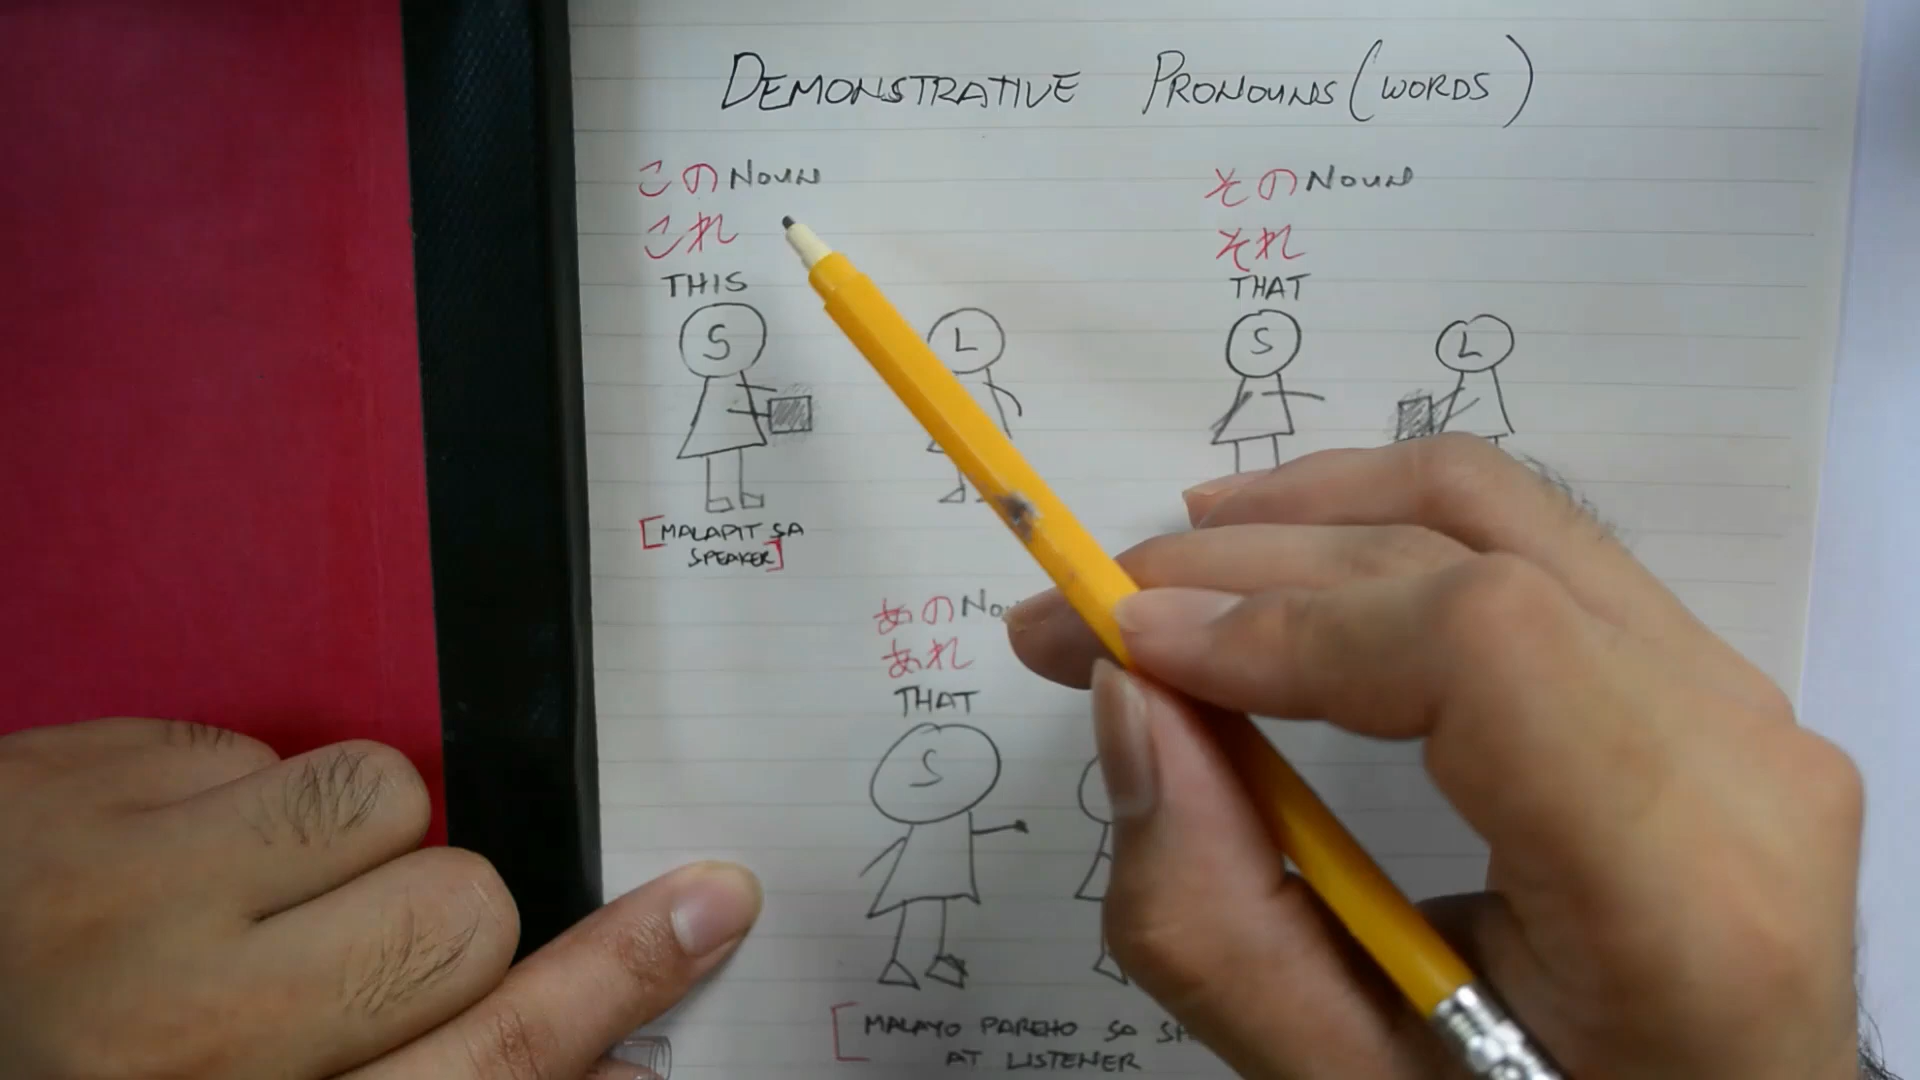 DEMONSTRATIVE PRONOUNS (WORDS)
このNOUN
これ
THIS
S
L
[MALAPIT SA
SPEAKER]
そのNOUN
それ
THAT
S
L
あの
あれ
THAT
S
[MALAYO PAREHO SA
AT LISTENER